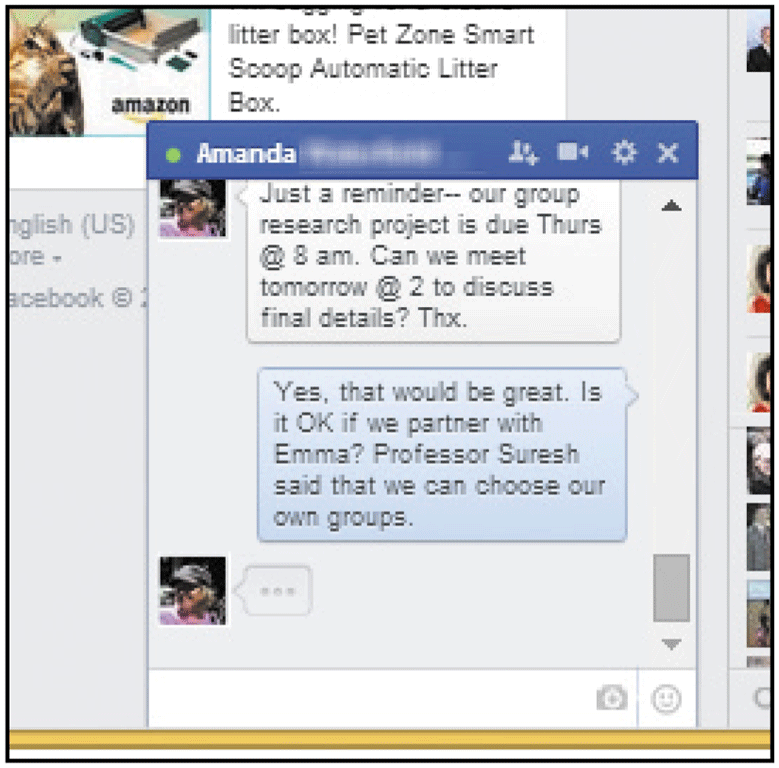 litter box! Pet Zone Smart
Scoop Automatic Litter
Box.
amazon
nglish (US)
ore
acebook ©
Amanda
Just a reminder-- our group
research project is due Thurs
@ 8 am. Can we meet
tomorrow @ 2 to discuss
final details? Thx.
Yes, that would be great. Is
it OK if we partner with
Emma? Professor Suresh
said that we can choose our
own groups.